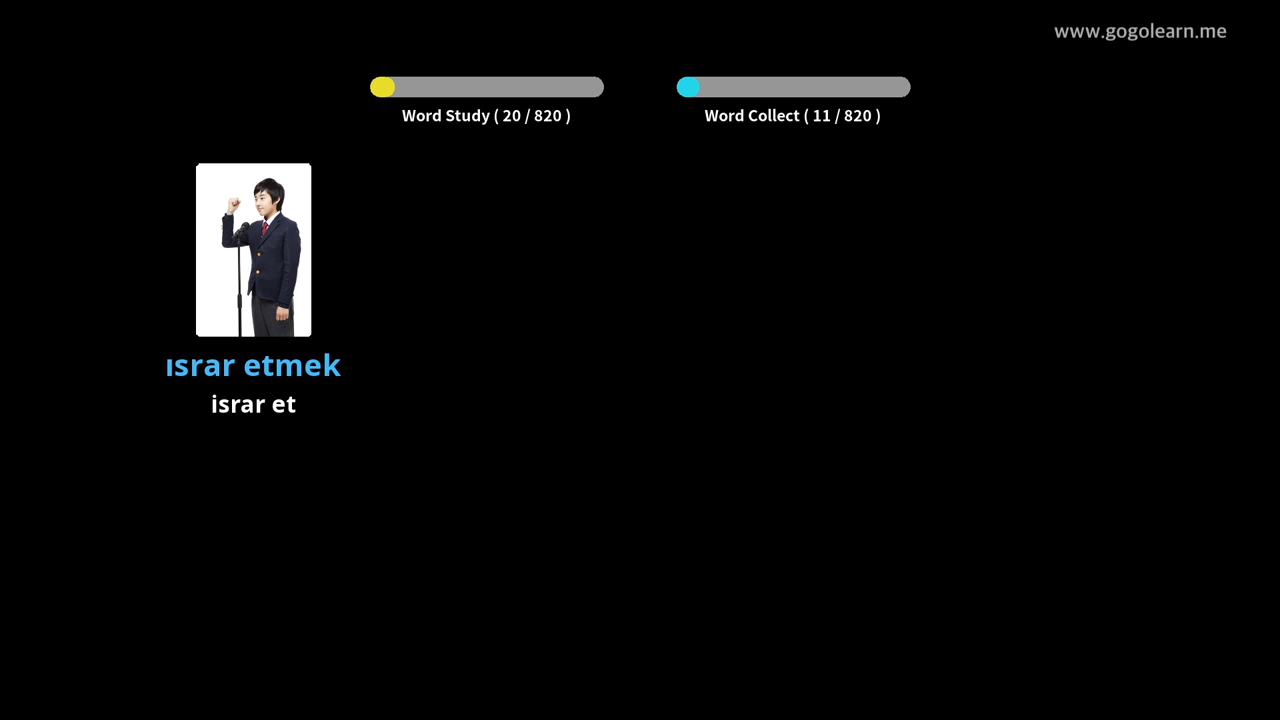 www.gogolearn.me
Word Study ( 20 / 820 )
Word Collect ( 11 / 820 )
ısrar etmek
israr et